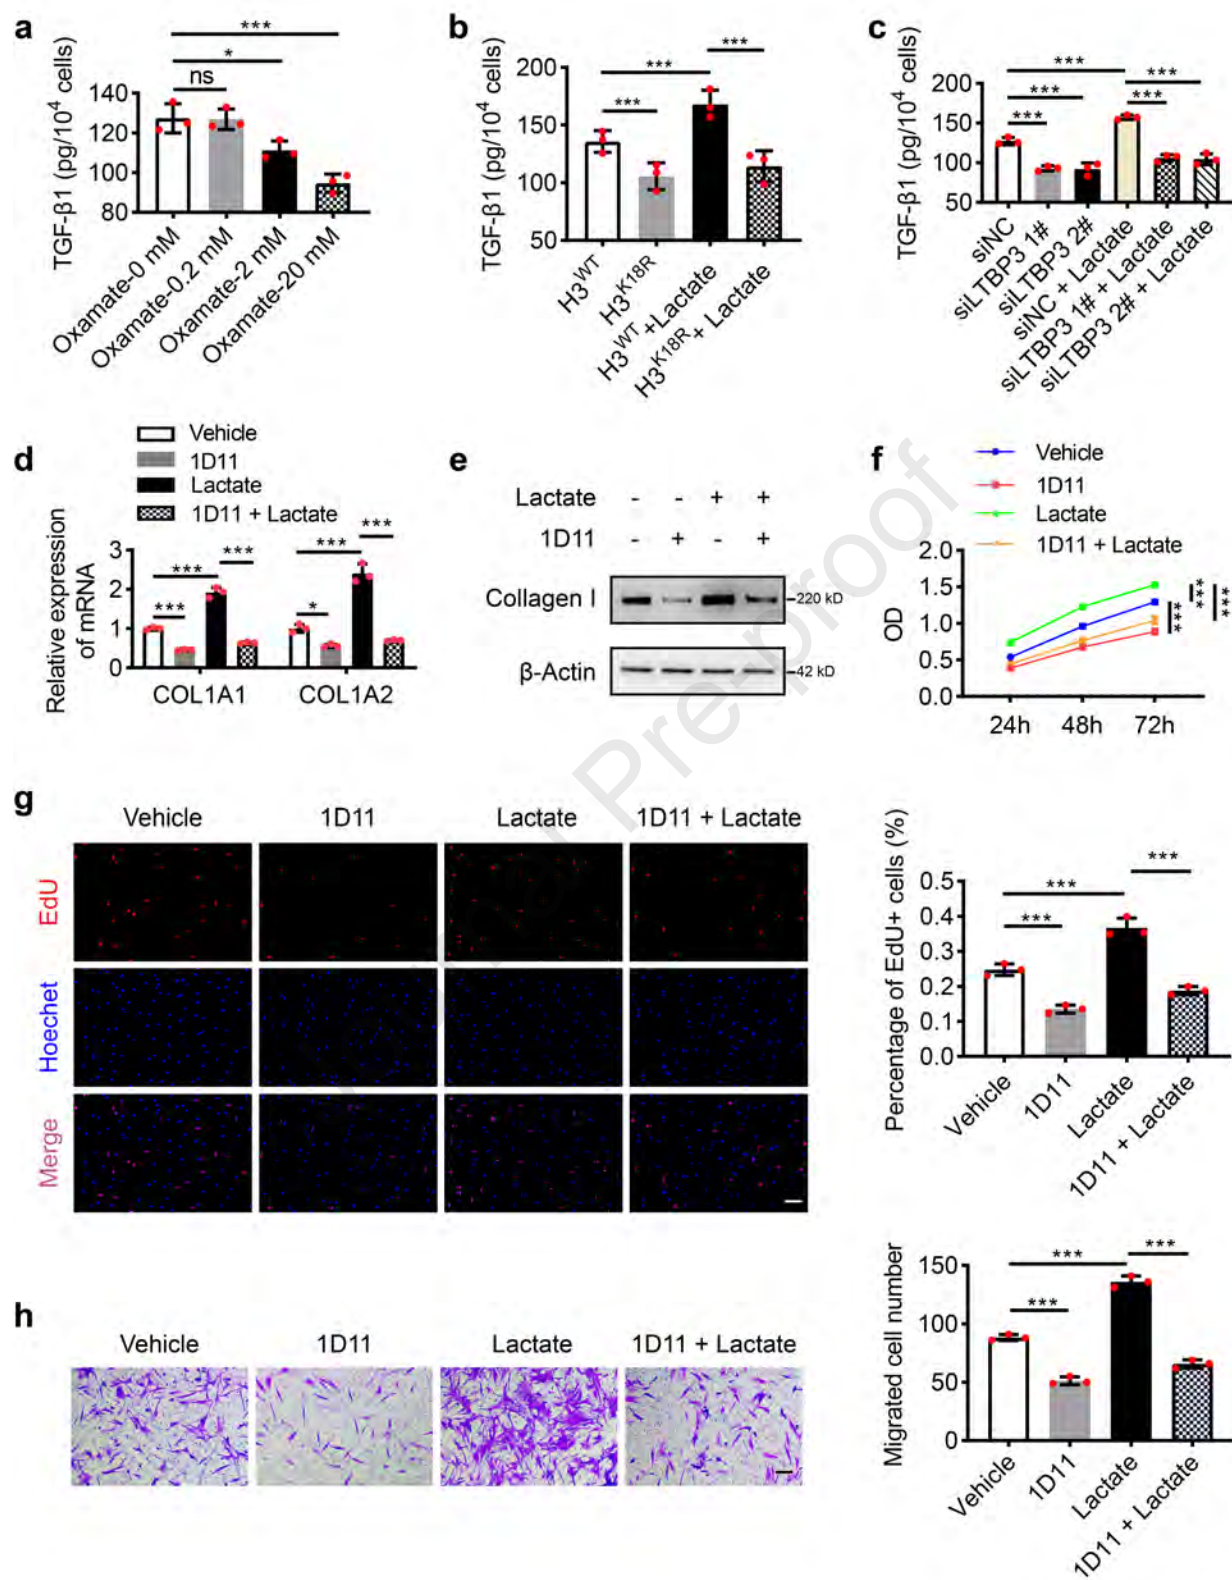 a
TGF-β1 (pg/10⁴ cells)
140
120
100
80
ns
*
***
Oxamate-0 mM
Oxamate-0.2 mM
Oxamate-2 mM
Oxamate-20 mM
b
TGF-β1 (pg/10⁴ cells)
200
150
100
50
***
***
***
H3ᵂᵀ
H3ᴷ¹⁸ᴿ
H3ᵂᵀ +Lactate
H3ᴷ¹⁸ᴿ+ Lactate
c
TGF-β1 (pg/10⁴ cells)
200
150
100
50
***
***
***
***
***
siNC
siLTBP3 1#
siLTBP3 2#
siNC + Lactate
siLTBP3 1# + Lactate
siLTBP3 2# + Lactate
d
Vehicle
1D11
Lactate
1D11 + Lactate
Relative expression
of mRNA
3
2
1
0
***
***
***
*
***
***
COL1A1
COL1A2
e
Lactate - - + +
1D11 - + - +
Collagen I
220 kD
β-Actin
42 kD
f
Vehicle
1D11
Lactate
1D11 + Lactate
OD
2.0
1.5
1.0
0.5
0.0
24h 48h 72h
***
***
***
g
Vehicle 1D11 Lactate 1D11 + Lactate
EdU
Hoechet
Merge
Percentage of EdU+ cells (%)
0.5
0.4
0.3
0.2
0.1
0.0
***
***
***
Vehicle
1D11
Lactate
1D11 + Lactate
h
Vehicle 1D11 Lactate 1D11 + Lactate
Migrated cell number
150
100
50
0
***
***
***
Vehicle
1D11
Lactate
1D11 + Lactate
Pre-proof